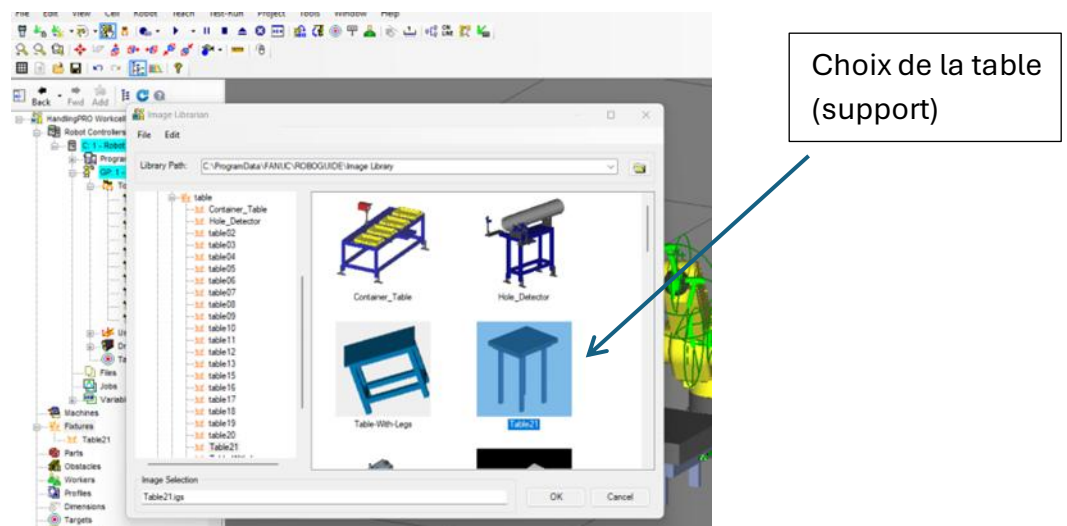 File Edit View Cell Robot Teach Test-Run Project Tools Window Help
Choix de la table
(support)
Back Fwd Add
Image Librarian
File Edit
HandlingPRO Workcell
Robot Controllers
C: 1 - Robot
Library Path: C:\ProgramData\FANUC\ROBOGUIDE\Image Library
GP: 1 -
table
Container_Table
Hole_Detector
table02
table03
table04
table05
table06
table07
table08
table09
table10
table11
table12
table13
table15
table16
table17
table18
table19
table20
Table21
Container_Table
Hole_Detector
Table-With-Legs
Table21
Files
Jobs
Machines
Fixtures
Table21
Parts
Obstacles
Workers
Profiles
Dimensions
Targets
Image Selection
Table21.igs
OK
Cancel